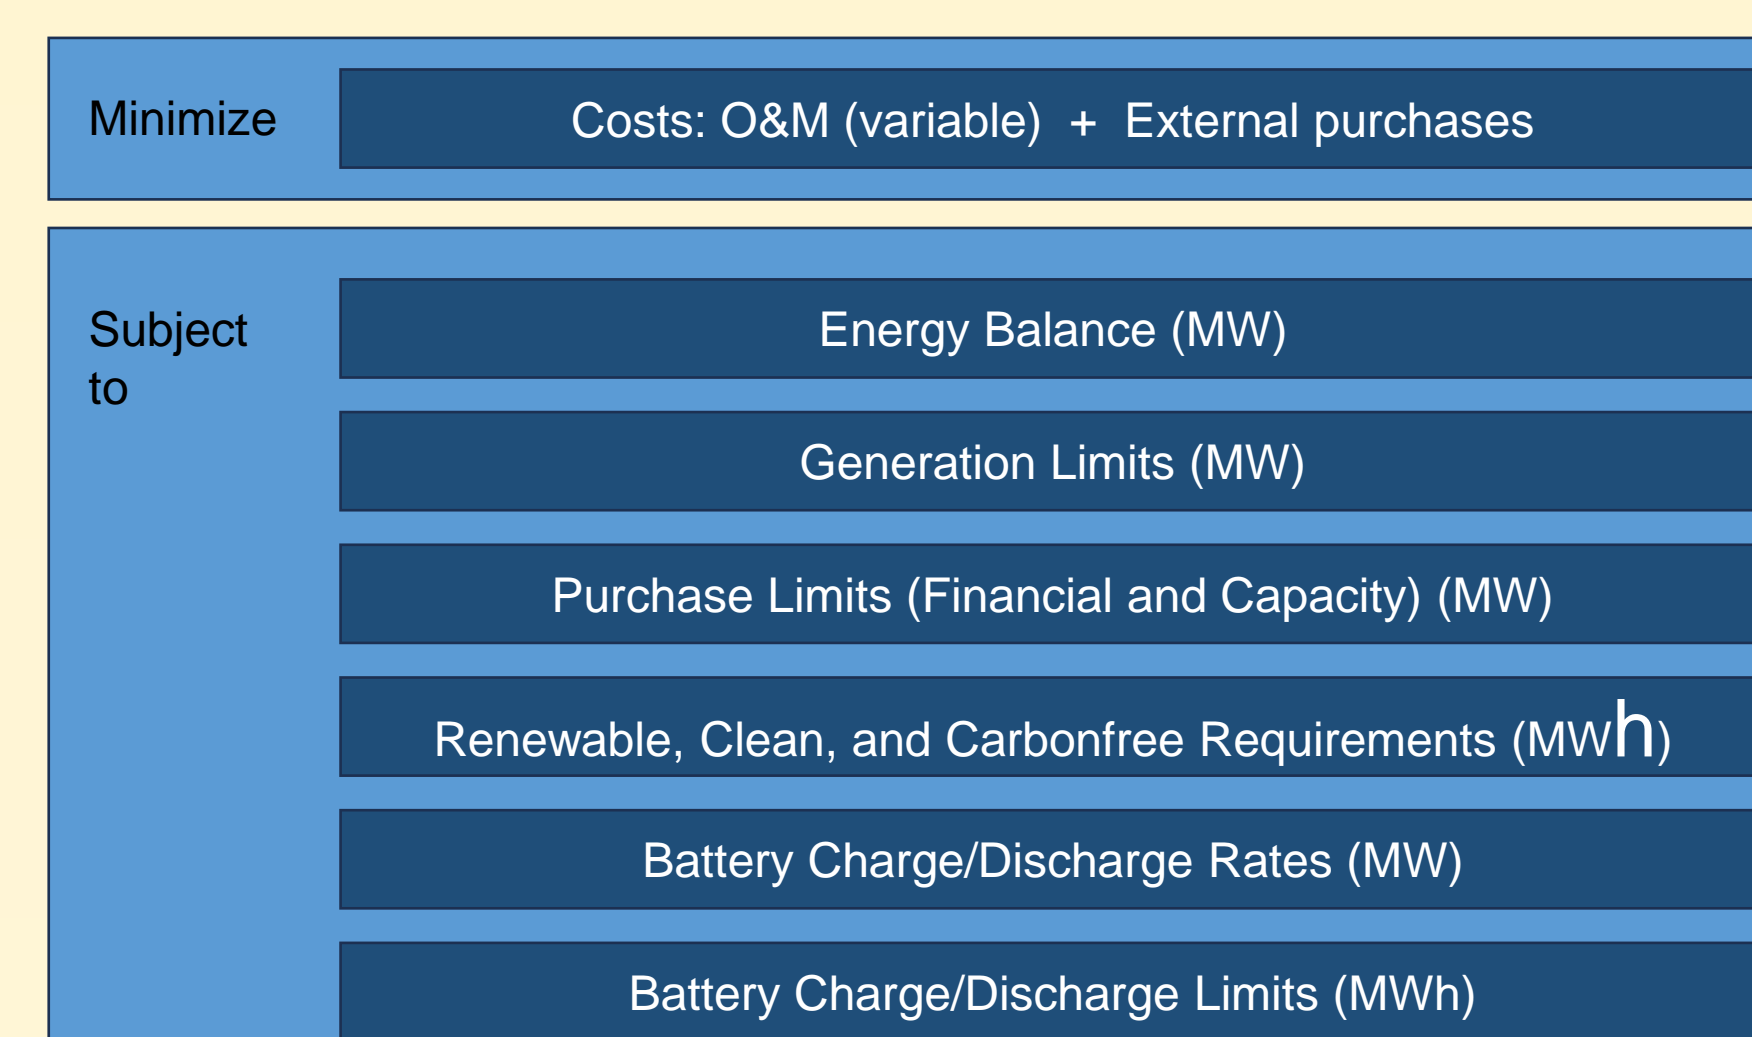 Minimize
Costs: O&M (variable) + External purchases
Subject
to
Energy Balance (MW)
Generation Limits (MW)
Purchase Limits (Financial and Capacity) (MW)
Renewable, Clean, and Carbonfree Requirements (MWh)
Battery Charge/Discharge Rates (MW)
Battery Charge/Discharge Limits (MWh)